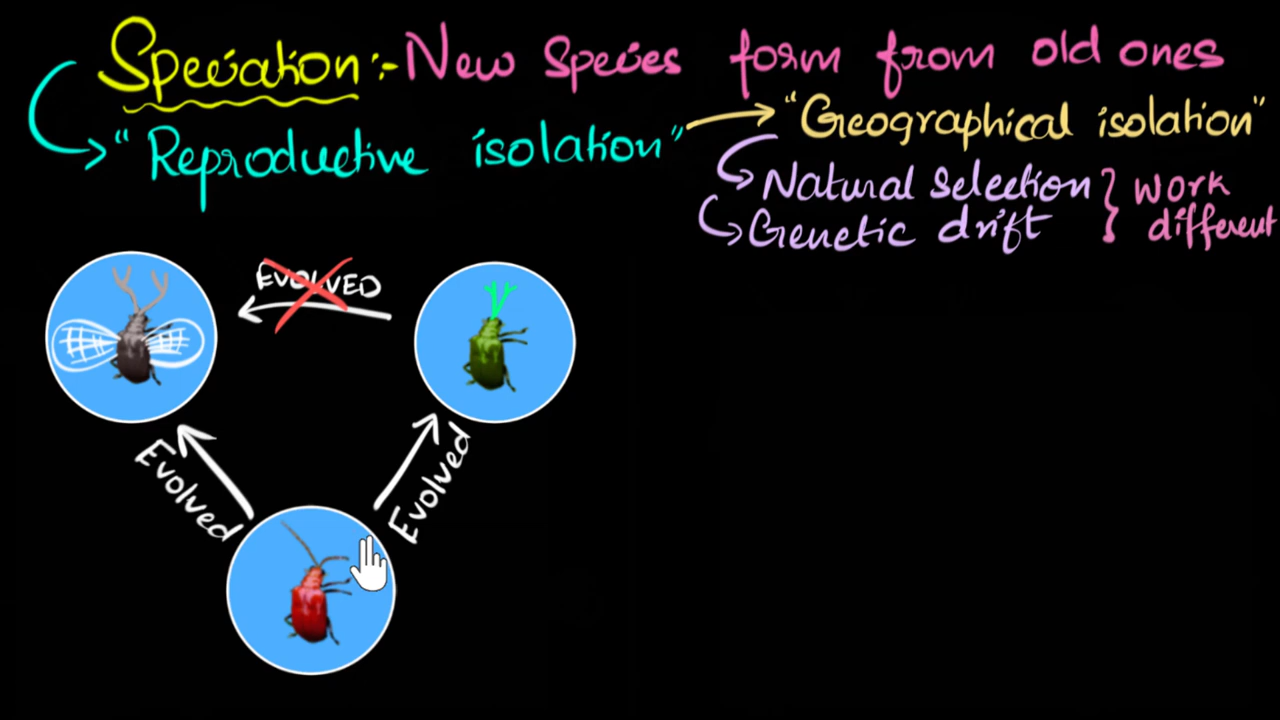 Speciation :- New Species form from old ones
"Reproductive isolation" "Geographical isolation"
Natural Selection } work
Genetic drift } different
EVOLVED
Evolved
Evolved